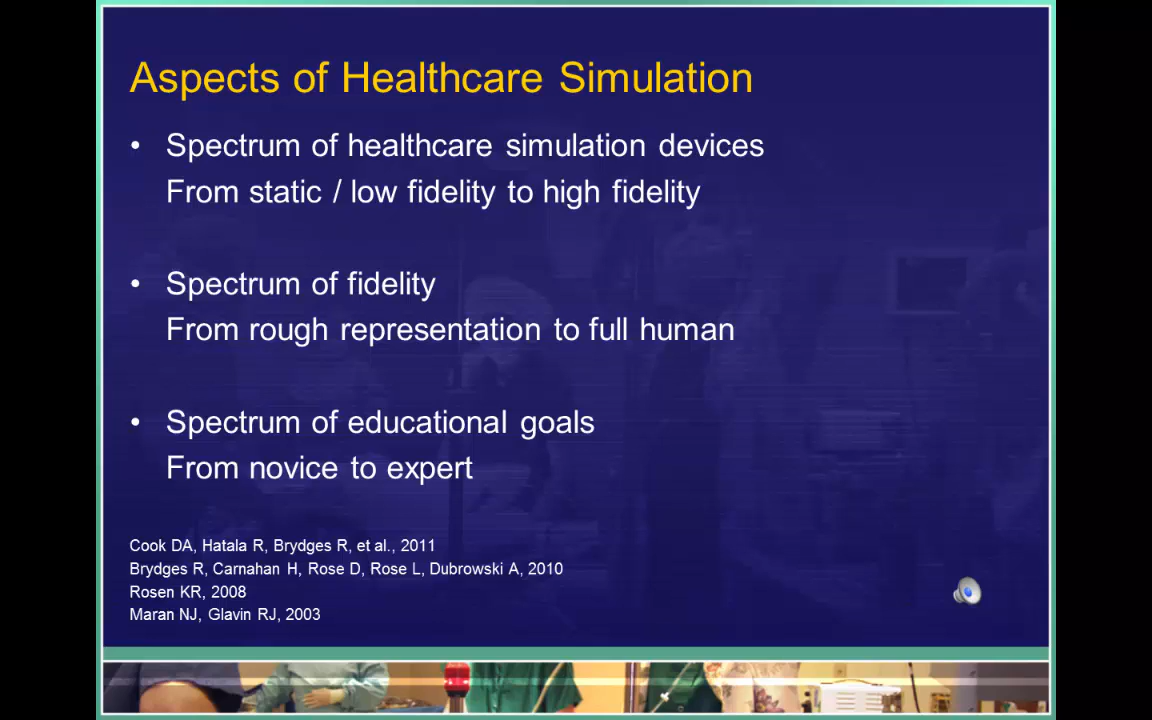 Aspects of Healthcare Simulation
• Spectrum of healthcare simulation devices
From static / low fidelity to high fidelity
• Spectrum of fidelity
From rough representation to full human
• Spectrum of educational goals
From novice to expert
Cook DA, Hatala R, Brydges R, et al., 2011
Brydges R, Carnahan H, Rose D, Rose L, Dubrowski A, 2010
Rosen KR, 2008
Maran NJ, Glavin RJ, 2003